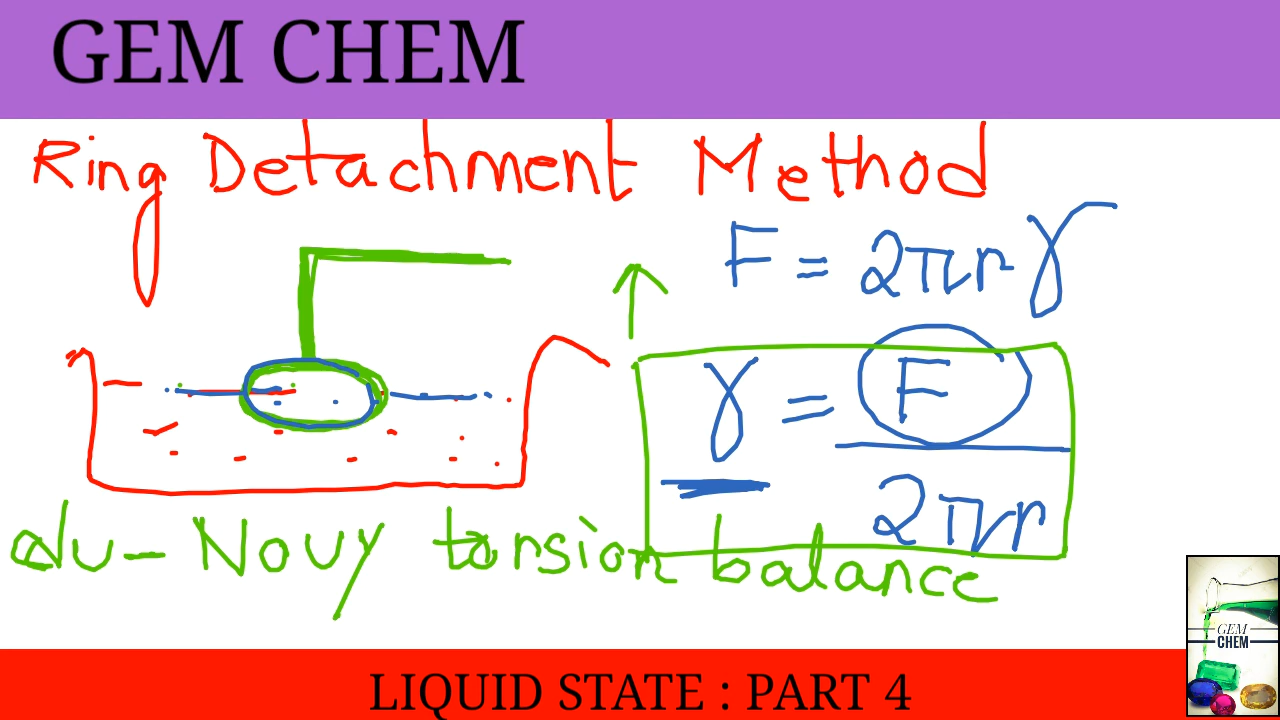 GEM CHEM
Ring Detachment Method
F = 2πrγ
γ = F
2πr
du-Nouy torsion balance
GEM
CHEM
LIQUID STATE : PART 4